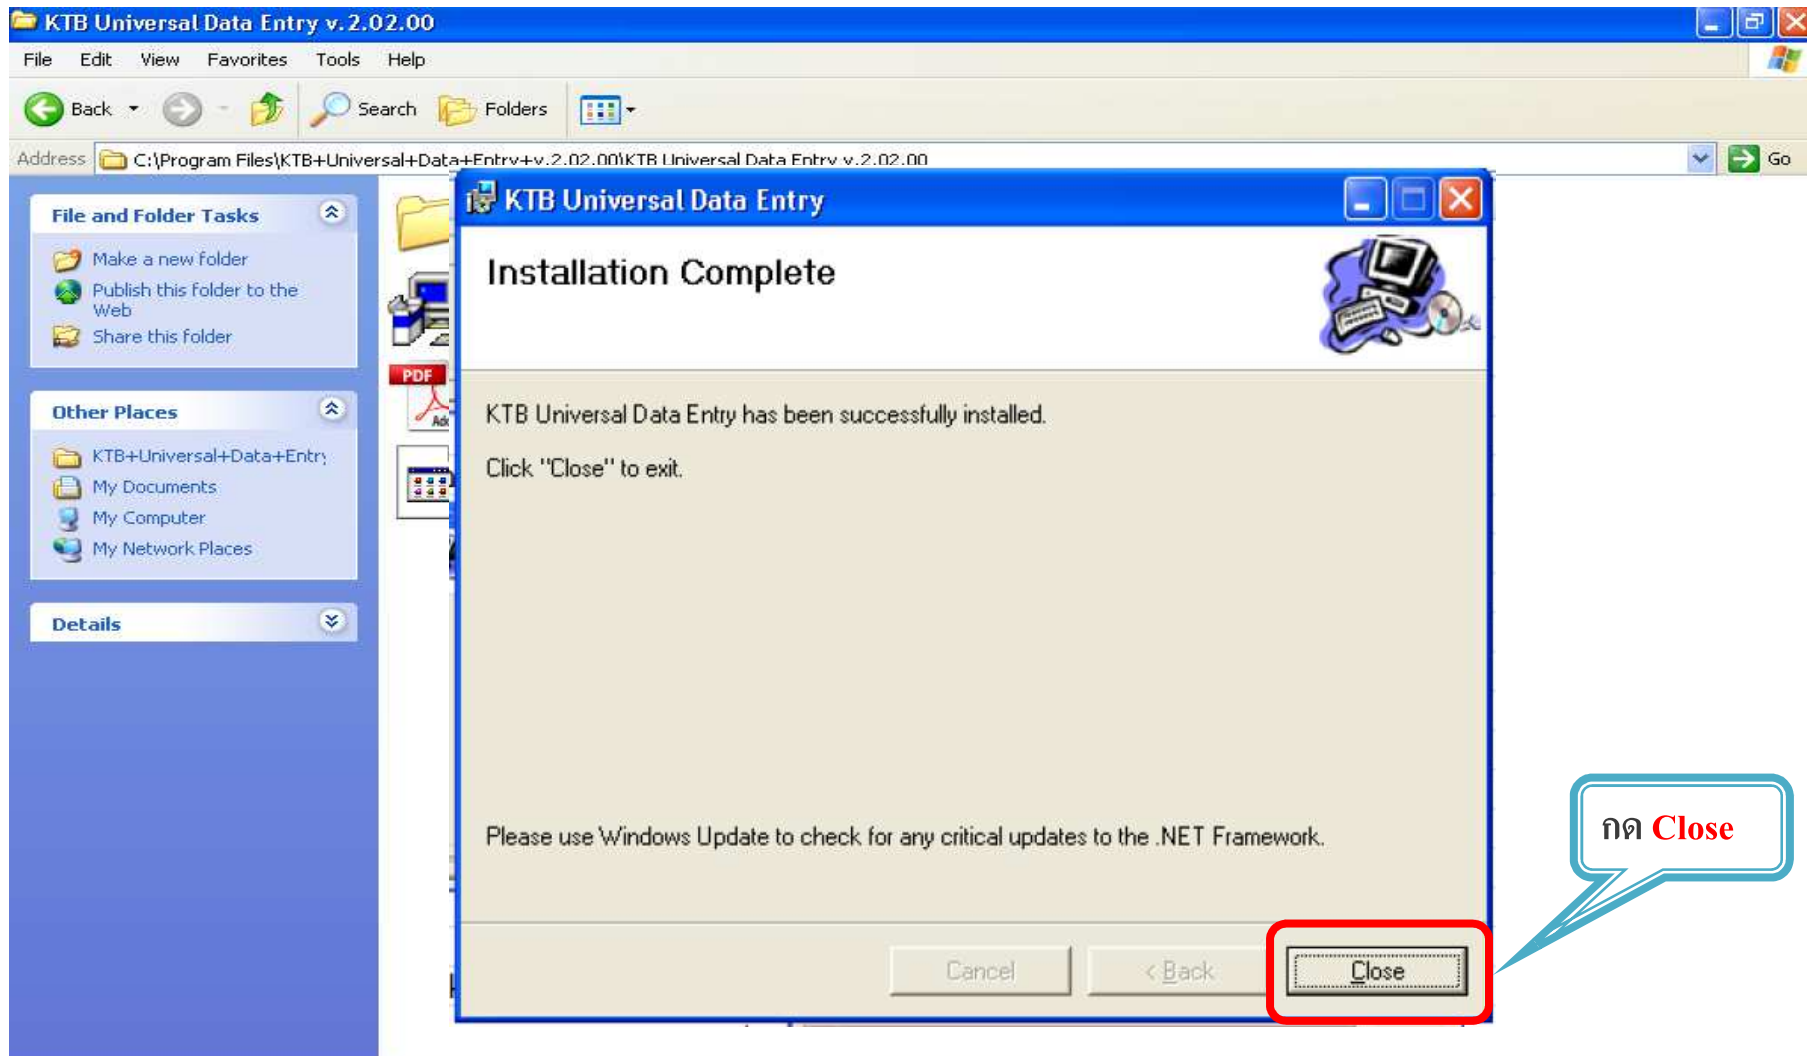 KTB Universal Data Entry v.2.02.00
File Edit View Favorites Tools Help
Back Search Folders
Address C:\Program Files\KTB+Universal+Data+Entry+v.2.02.00\KTB Universal Data Entry v.2.02.00 Go
File and Folder Tasks
Make a new folder
Publish this folder to the
Web
Share this folder
Other Places
KTB+Universal+Data+Entry
My Documents
My Computer
My Network Places
Details
PDF
KTB Universal Data Entry
Installation Complete
KTB Universal Data Entry has been successfully installed.
Click "Close" to exit.
Please use Windows Update to check for any critical updates to the .NET Framework.
Cancel < Back Close
กด Close